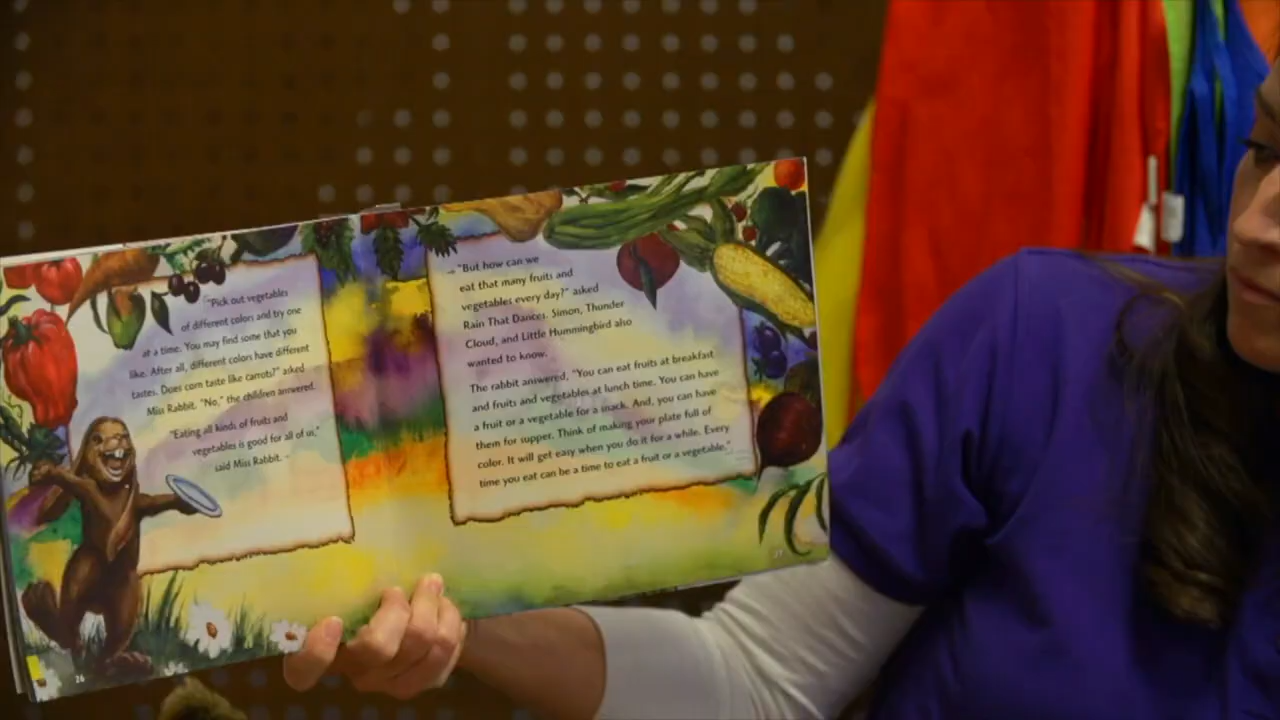 "Pick out vegetables
of different colors and try one
at a time. You may find some that you
like. After all, different colors have different
tastes. Does corn taste like carrots?" asked
Miss Rabbit. "No," the children answered.
"Eating all kinds of fruits and
vegetables is good for all of us,"
said Miss Rabbit.
16
"But how can we
eat that many fruits and
vegetables every day?" asked
Rain That Dances. Simon, Thunder
Cloud, and Little Hummingbird also
wanted to know.
The rabbit answered, "You can eat fruits at breakfast
and fruits and vegetables at lunch time. You can have
a fruit or a vegetable for a snack. And, you can have
them for supper. Think of making your plate full of
color. It will get easy when you do it for a while. Every
time you eat can be a time to eat a fruit or a vegetable."
17